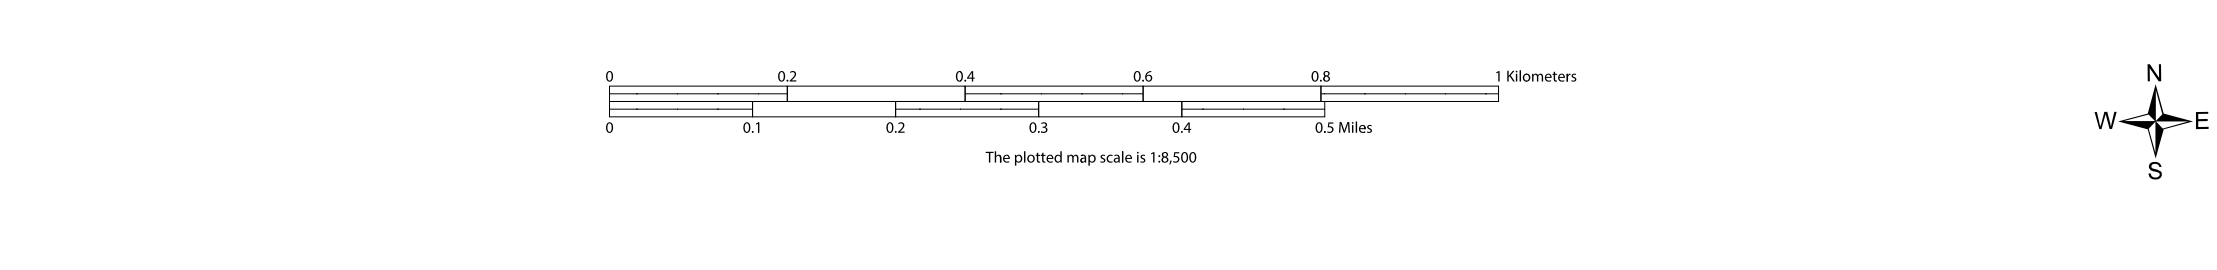 0 0.2 0.4 0.6 0.8 1 Kilometers
0 0.1 0.2 0.3 0.4 0.5 Miles
The plotted map scale is 1:8,500
N
W E
S